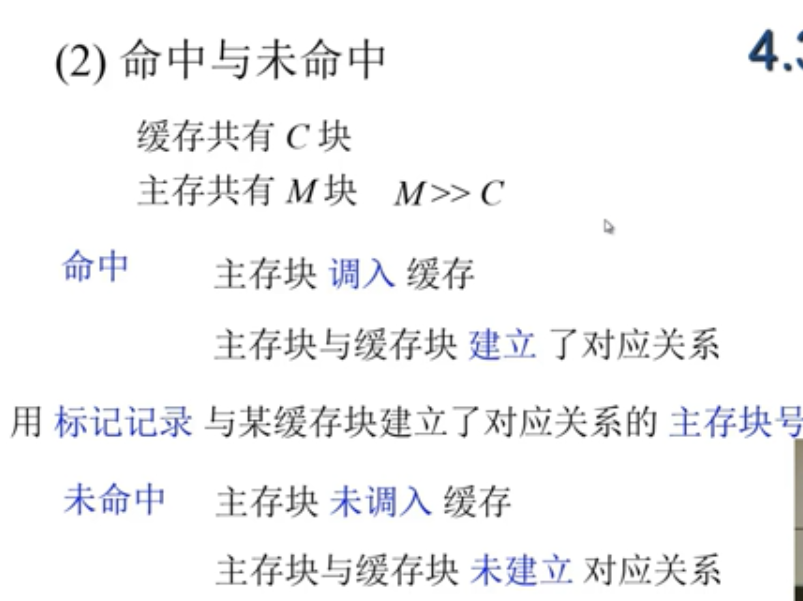 (2) 命中与未命中
4.3
缓存共有 C 块
主存共有 M 块 M >> C
命中 主存块 调入 缓存
主存块与缓存块 建立 了对应关系
用 标记记录 与某缓存块建立了对应关系的 主存块号
未命中 主存块 未调入 缓存
主存块与缓存块 未建立 对应关系